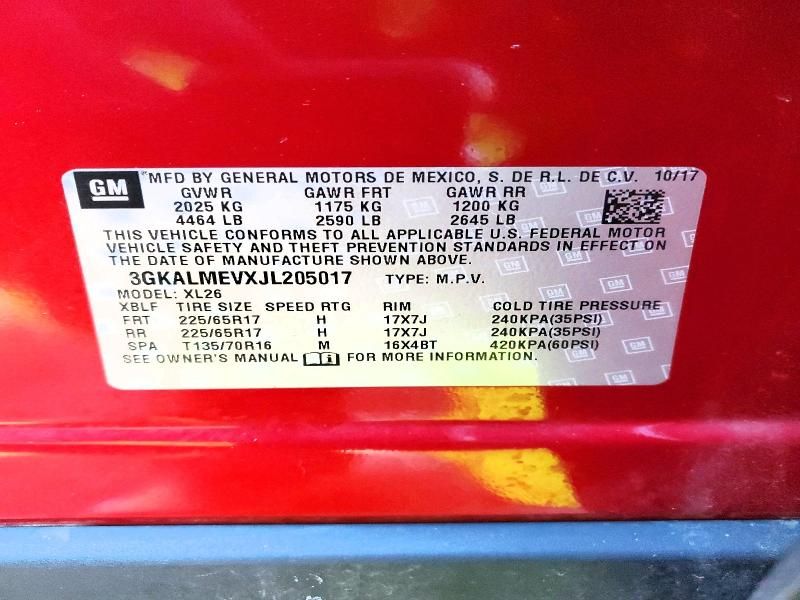 GM ®MFD BY GENERAL MOTORS DE MEXICO, S. DE R.L. DE C.V. 10/17
GVWR GAWR FRT GAWR RR
2025 KG 1175 KG 1200 KG
4464 LB 2590 LB 2645 LB
THIS VEHICLE CONFORMS TO ALL APPLICABLE U.S. FEDERAL MOTOR
VEHICLE SAFETY AND THEFT PREVENTION STANDARDS IN EFFECT ON
THE DATE OF MANUFACTURE SHOWN ABOVE.
3GKALMEVXJL205017 TYPE: M.P.V.
MODEL: XL26
XBLF TIRE SIZE SPEED RTG RIM COLD TIRE PRESSURE
FRT 225/65R17 H 17X7J 240KPA(35PSI)
RR 225/65R17 H 17X7J 240KPA(35PSI)
SPA T135/70R16 M 16X4BT 420KPA(60PSI)
SEE OWNER'S MANUAL FOR MORE INFORMATION.